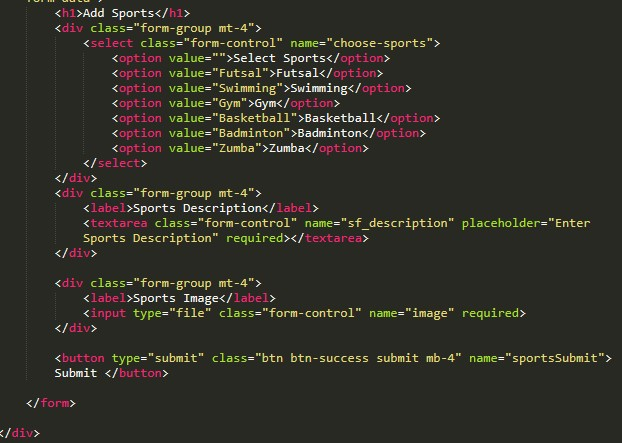 form-data">
<h1>Add Sports</h1>
<div class="form-group mt-4">
<select class="form-control" name="choose-sports">
<option value="">Select Sports</option>
<option value="Futsal">Futsal</option>
<option value="Swimming">Swimming</option>
<option value="Gym">Gym</option>
<option value="Basketball">Basketball</option>
<option value="Badminton">Badminton</option>
<option value="Zumba">Zumba</option>
</select>
</div>
<div class="form-group mt-4">
<label>Sports Description</label>
<textarea class="form-control" name="sf_description" placeholder="Enter
Sports Description" required></textarea>
</div>
<div class="form-group mt-4">
<label>Sports Image</label>
<input type="file" class="form-control" name="image" required>
</div>
<button type="submit" class="btn btn-success submit mb-4" name="sportsSubmit">
Submit </button>
</form>
</div>